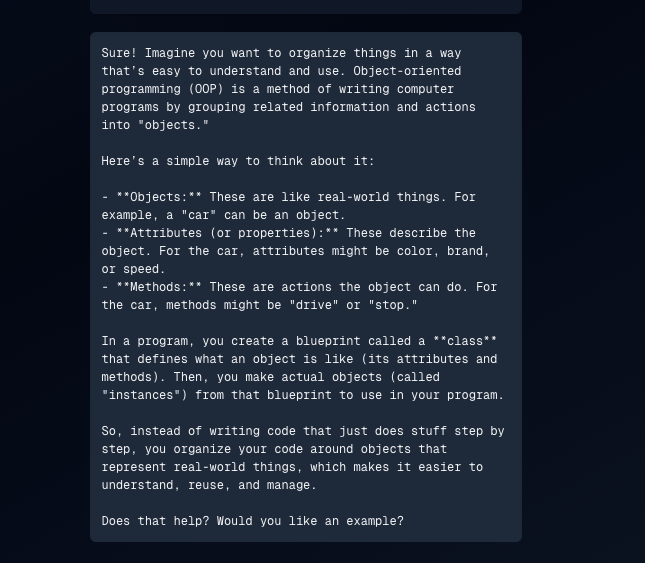 Sure! Imagine you want to organize things in a way
that's easy to understand and use. Object-oriented
programming (OOP) is a method of writing computer
programs by grouping related information and actions
into "objects."
Here's a simple way to think about it:
- **Objects:** These are like real-world things. For
example, a "car" can be an object.
- **Attributes (or properties):** These describe the
object. For the car, attributes might be color, brand,
or speed.
- **Methods:** These are actions the object can do. For
the car, methods might be "drive" or "stop."
In a program, you create a blueprint called a **class**
that defines what an object is like (its attributes and
methods). Then, you make actual objects (called
"instances") from that blueprint to use in your program.
So, instead of writing code that just does stuff step by
step, you organize your code around objects that
represent real-world things, which makes it easier to
understand, reuse, and manage.
Does that help? Would you like an example?